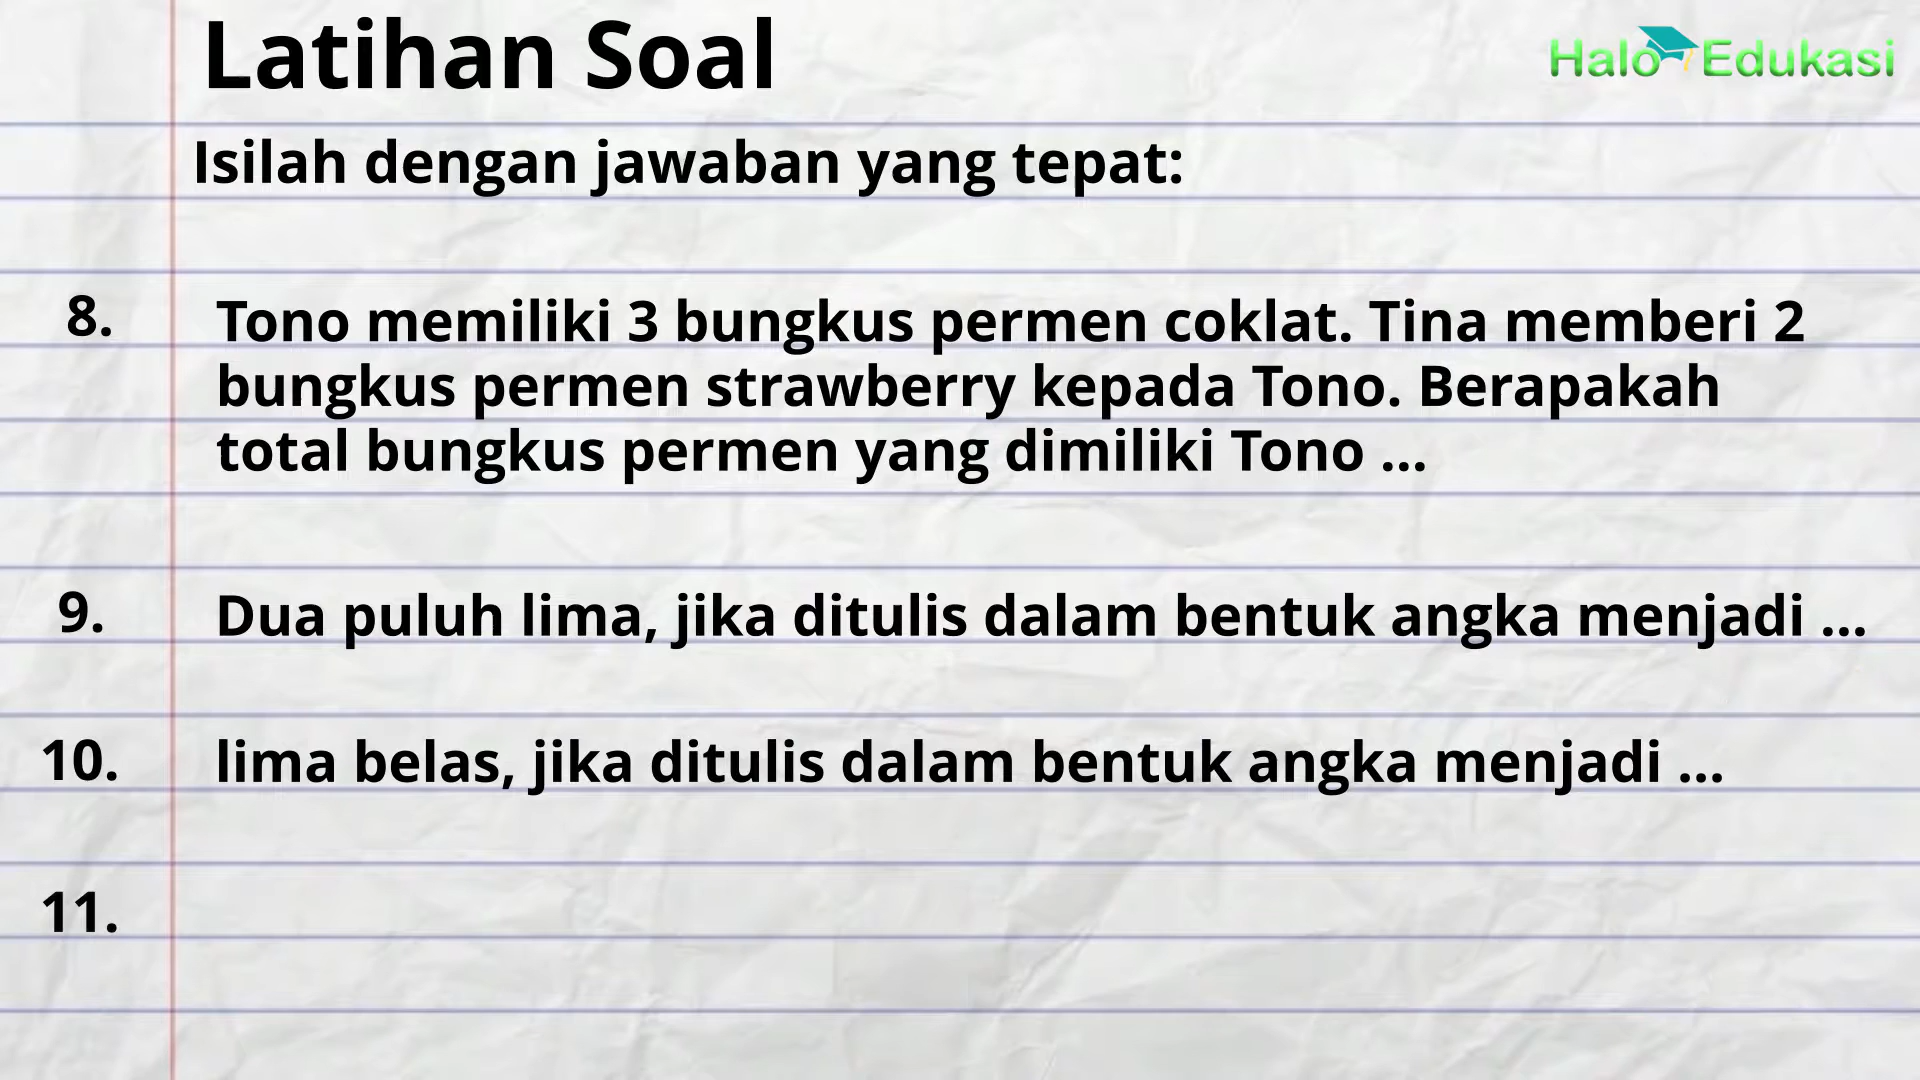 Latihan Soal
Halo Edukasi
Isilah dengan jawaban yang tepat:
8. Tono memiliki 3 bungkus permen coklat. Tina memberi 2
bungkus permen strawberry kepada Tono. Berapakah
total bungkus permen yang dimiliki Tono ...
9. Dua puluh lima, jika ditulis dalam bentuk angka menjadi ...
10. lima belas, jika ditulis dalam bentuk angka menjadi ...
11.